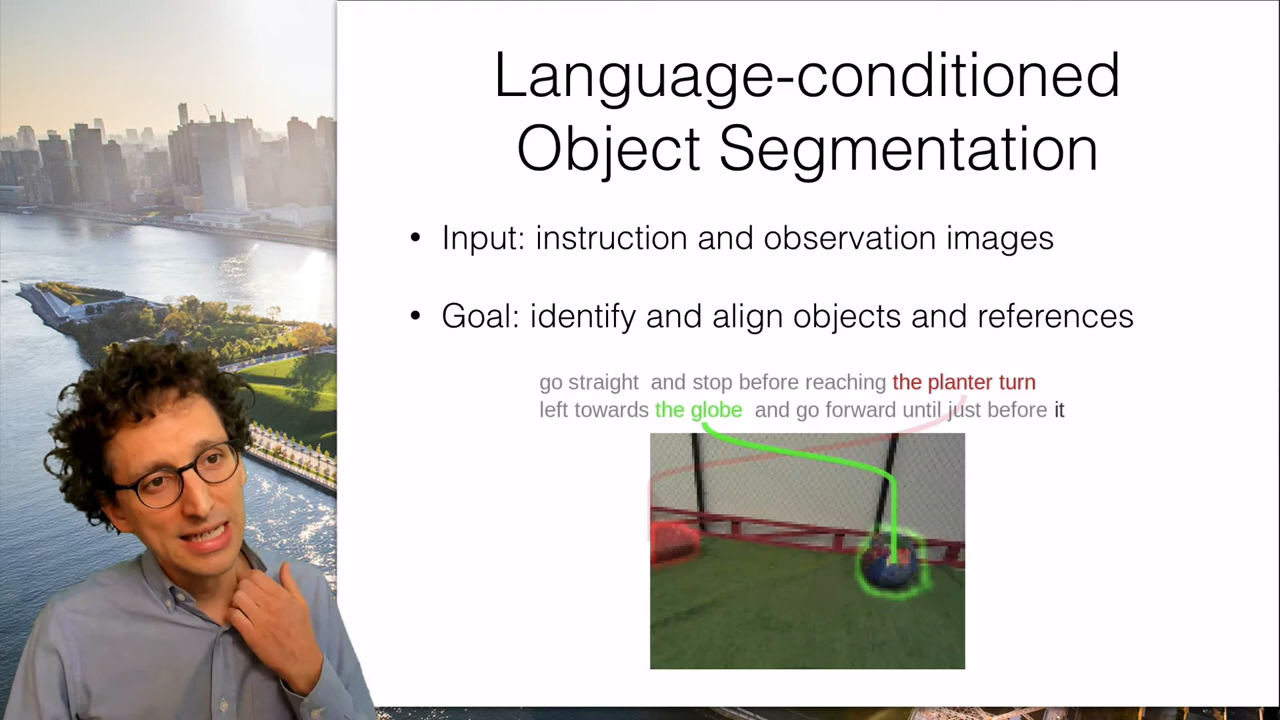 Language-conditioned
Object Segmentation
• Input: instruction and observation images
• Goal: identify and align objects and references
go straight and stop before reaching the planter turn
left towards the globe and go forward until just before it